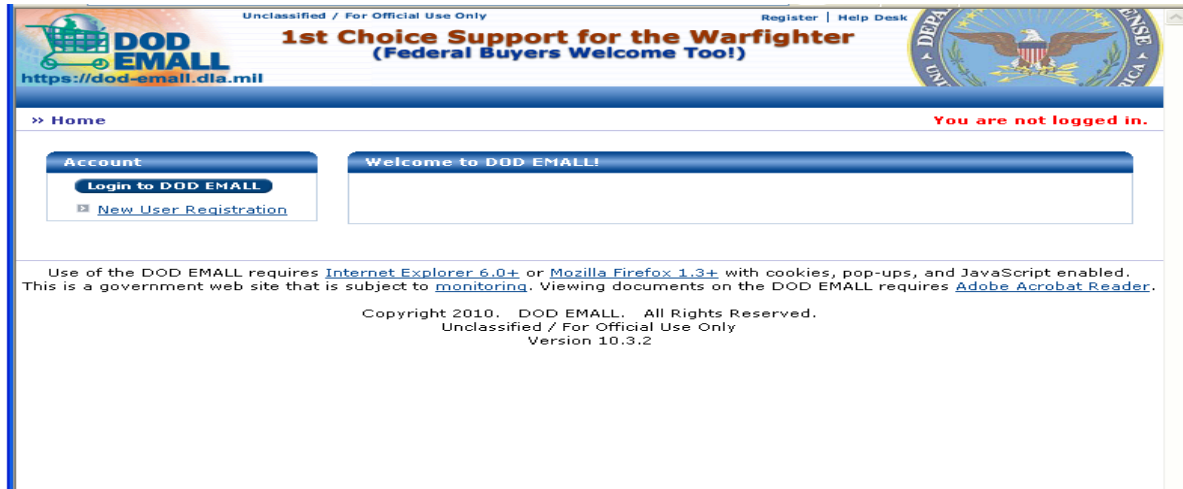 Unclassified / For Official Use Only
Register | Help Desk
DOD
EMALL
https://dod-emall.dla.mil
1st Choice Support for the Warfighter
(Federal Buyers Welcome Too!)
» Home
You are not logged in.
Account
Login to DOD EMALL
New User Registration
Welcome to DOD EMALL!
Use of the DOD EMALL requires Internet Explorer 6.0+ or Mozilla Firefox 1.3+ with cookies, pop-ups, and JavaScript enabled.
This is a government web site that is subject to monitoring. Viewing documents on the DOD EMALL requires Adobe Acrobat Reader.
Copyright 2010. DOD EMALL. All Rights Reserved.
Unclassified / For Official Use Only
Version 10.3.2